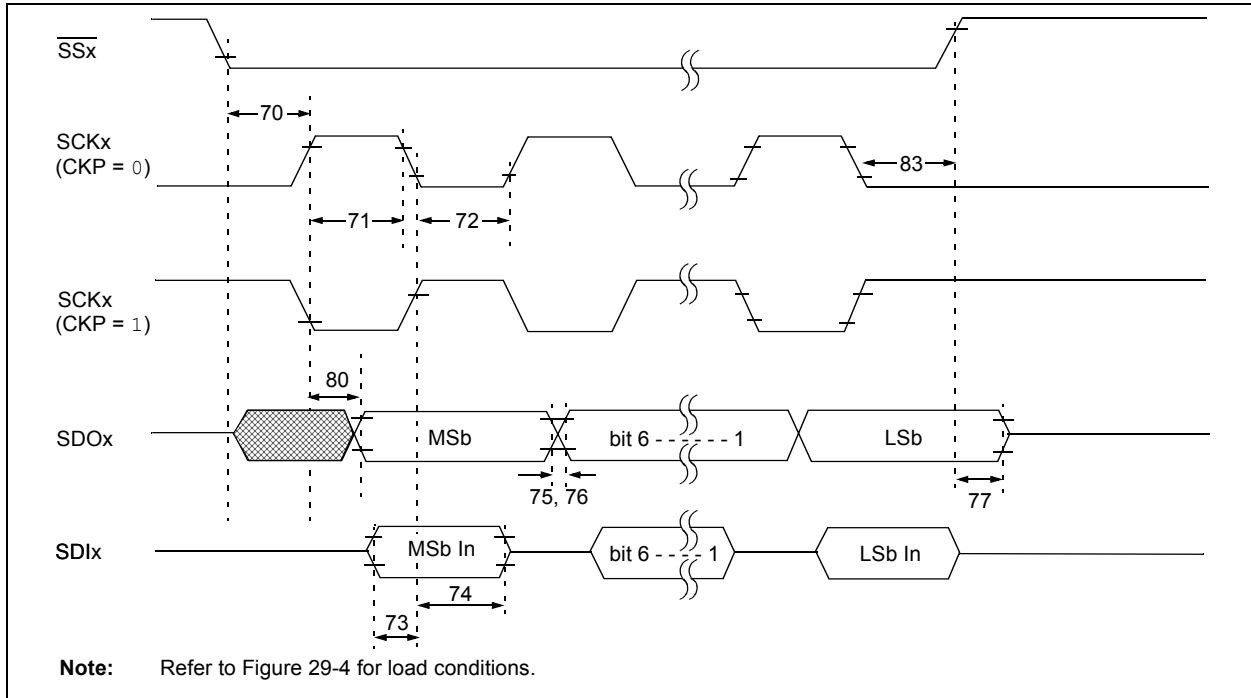 SSx
70
SCKx
(CKP = 0)
83
71
72
SCKx
(CKP = 1)
80
SDOx
MSb
bit 6 - - - - - - 1
LSb
75, 76
77
SDIx
MSb In
bit 6 - - - - 1
LSb In
74
73
Note: Refer to Figure 29-4 for load conditions.